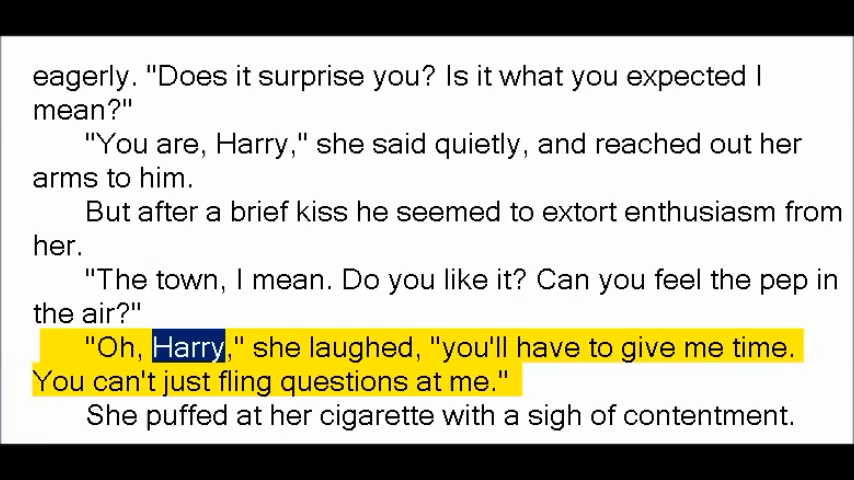 eagerly. "Does it surprise you? Is it what you expected I
mean?"
"You are, Harry," she said quietly, and reached out her
arms to him.
But after a brief kiss he seemed to extort enthusiasm from
her.
"The town, I mean. Do you like it? Can you feel the pep in
the air?"
"Oh, Harry," she laughed, "you'll have to give me time.
You can't just fling questions at me."
She puffed at her cigarette with a sigh of contentment.